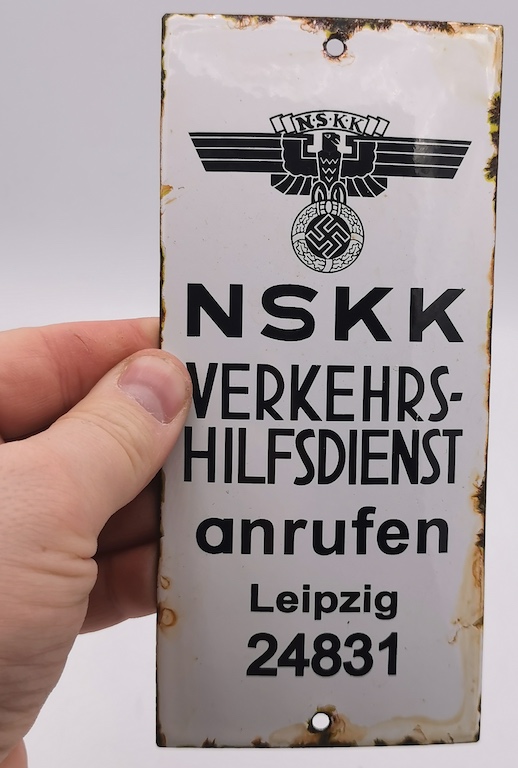 N·S·K·K
NSKK
VERKEHRS-
HILFSDIENST
anrufen
Leipzig
24831